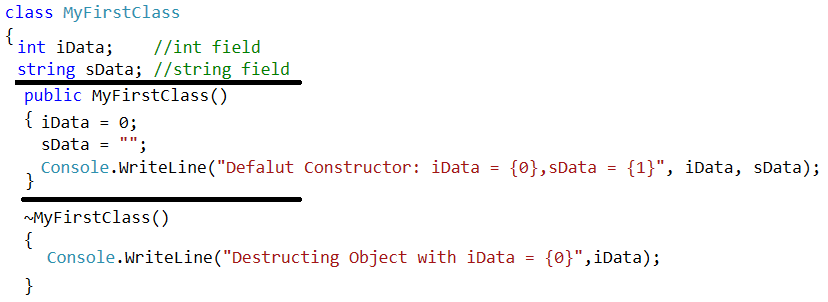 class MyFirstClass
{
int iData;    //int field
string sData; //string field
public MyFirstClass()
{ iData = 0;
sData = "";
Console.WriteLine("Defalut Constructor: iData = {0},sData = {1}", iData, sData);
}
~MyFirstClass()
{
Console.WriteLine("Destructing Object with iData = {0}",iData);
}